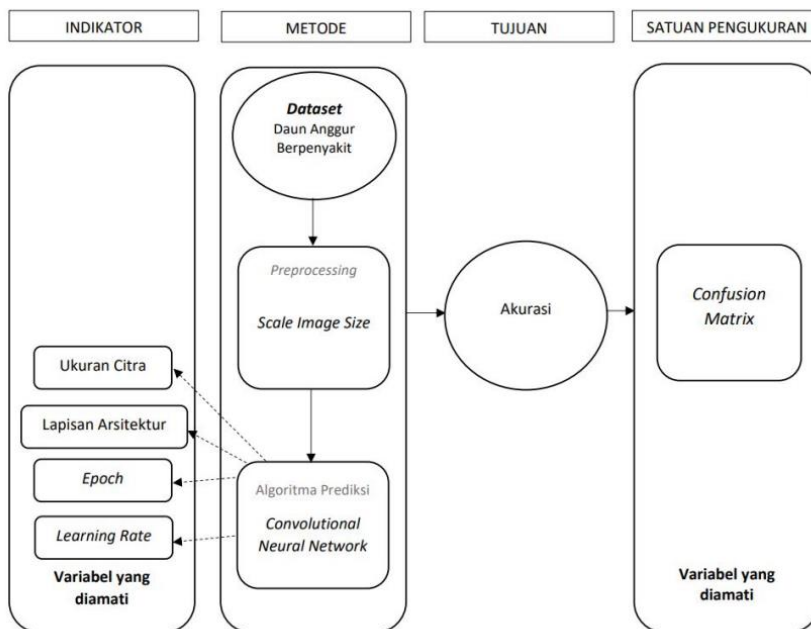 INDIKATOR
METODE
TUJUAN
SATUAN PENGUKURAN
Dataset
Daun Anggur
Berpenyakit
Preprocessing
Scale Image Size
Akurasi
Confusion
Matrix
Ukuran Citra
Lapisan Arsitektur
Epoch
Learning Rate
Variabel yang
diamati
Algoritma Prediksi
Convolutional
Neural Network
Variabel yang
diamati